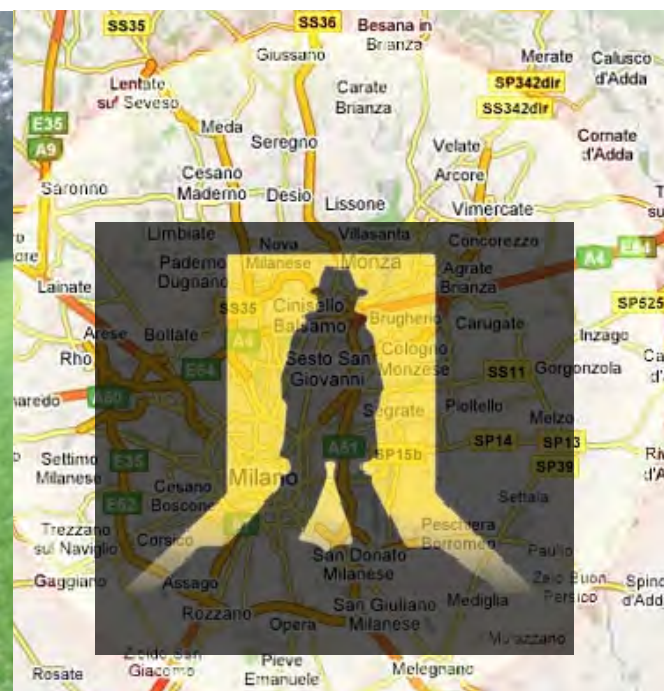 SS35
SS36
Besana in
Brianza
Giussano
Merate
Calusco
d'Adda
Lentate
sul Seveso
Carate
Brianza
SP342dir
SS342dir
E35
A9
Meda
Seregno
Velate
Cornate
d'Adda
Saronno
Cesano
Maderno
Desio
Lissone
Arcore
Vimercate
Limbiate
Nova
Milanese
Villasanta
Monza
Concorezzo
A4
E64
Paderno
Dugnano
Agrate
Brianza
Lainate
SS35
Cinisello
Balsamo
Brugherio
Carugate
SP525
Arese
Bollate
A4
Inzago
Rho
E64
Sesto San
Giovanni
Cologno
Monzese
SS11
Gorgonzola
Segrate
Pioltello
Melzo
Settimo
Milanese
E35
A51
SP15b
SP14
SP13
SP39
Milano
Cesano
Boscone
E62
Settala
Trezzano
sul Naviglio
Corsico
Peschiera
Borromeo
San Donato
Milanese
Gaggiano
Assago
Zelo Buon
Persico
Rozzano
Opera
San Giuliano
Milanese
Mediglia
Mulazzano
Rosate
Zibido San
Giacomo
Pieve
Emanuele
Melegnano